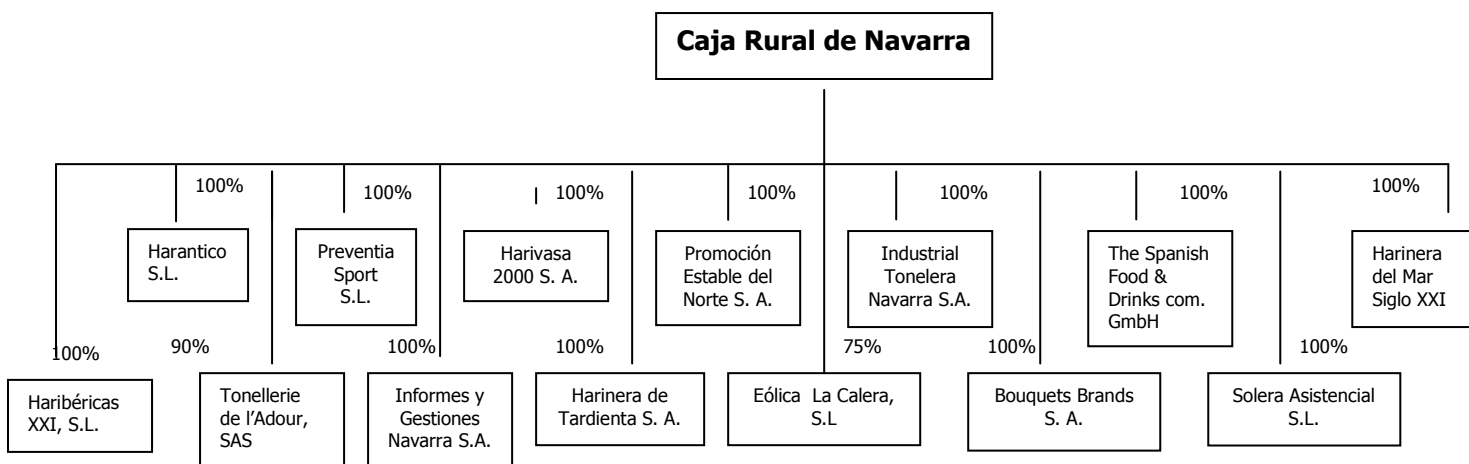 Caja Rural de Navarra
100%
100%
100%
100%
100%
100%
100%
Harantico
S.L.
Preventia
Sport
S.L.
Harivasa
2000 S. A.
Promoción
Estable del
Norte S. A.
Industrial
Tonelera
Navarra S.A.
The Spanish
Food &
Drinks com.
GmbH
Harinera
del Mar
Siglo XXI
100%
90%
100%
100%
75%
100%
100%
Haribéricas
XXI, S.L.
Tonellerie
de l’Adour,
SAS
Informes y
Gestiones
Navarra S.A.
Harinera de
Tardienta S. A.
Eólica La Calera,
S.L
Bouquets Brands
S. A.
Solera Asistencial
S.L.